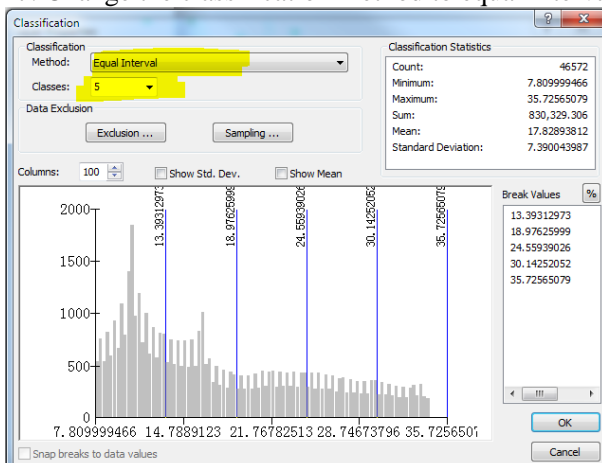 Classification
Classification
Method:
Equal Interval
Classes:
5
Data Exclusion
Exclusion ...
Sampling ...
Classification Statistics
Count: 46572
Minimum: 7.809999466
Maximum: 35.72565079
Sum: 830,329.306
Mean: 17.82893812
Standard Deviation: 7.390043987
Columns:
100
Show Std. Dev.
Show Mean
Break Values
%
13.39312973
18.97625999
24.55939026
30.14252052
35.72565079
13.39312973
18.97625999
24.55939026
30.14252052
35.72565079
2000
1500
1000
500
0
7.809999466 14.7889123 21.76782513 28.74673796 35.7256507
Snap breaks to data values
OK
Cancel